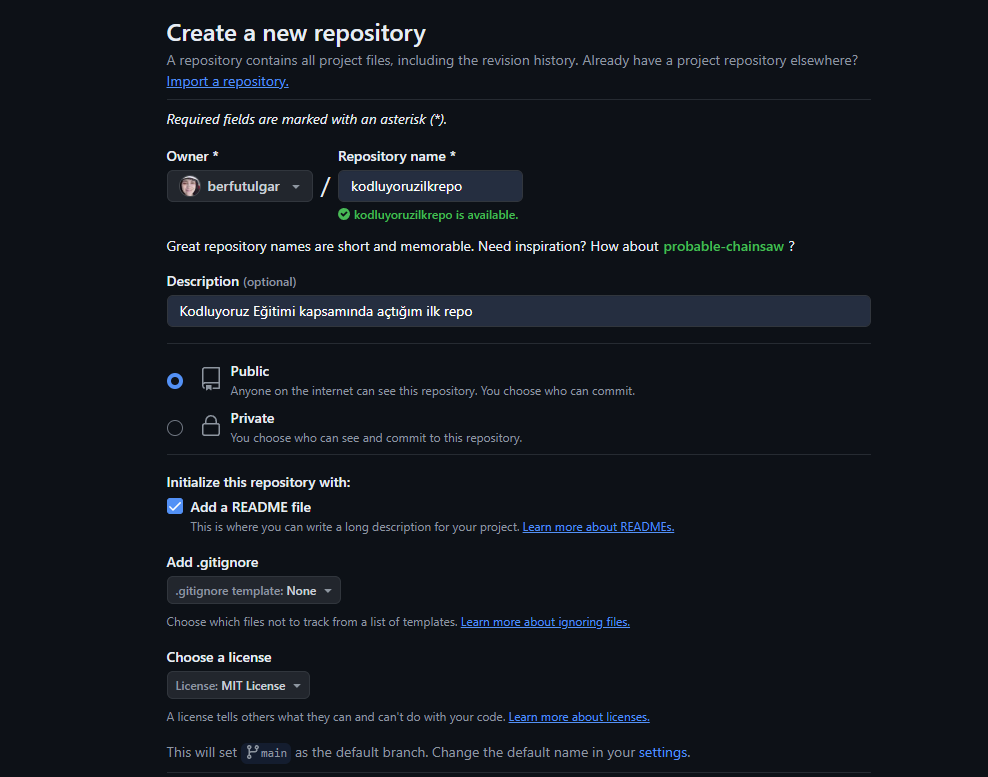 Create a new repository
A repository contains all project files, including the revision history. Already have a project repository elsewhere?
Import a repository.
Required fields are marked with an asterisk (*).
Owner * Repository name *
berfutulgar / kodluyoruzilkrepo
kodluyoruzilkrepo is available.
Great repository names are short and memorable. Need inspiration? How about probable-chainsaw ?
Description (optional)
Kodluyoruz Eğitimi kapsamında açtığım ilk repo
Public
Anyone on the internet can see this repository. You choose who can commit.
Private
You choose who can see and commit to this repository.
Initialize this repository with:
Add a README file
This is where you can write a long description for your project. Learn more about READMEs.
Add .gitignore
.gitignore template: None
Choose which files not to track from a list of templates. Learn more about ignoring files.
Choose a license
License: MIT License
A license tells others what they can and can't do with your code. Learn more about licenses.
This will set main as the default branch. Change the default name in your settings.